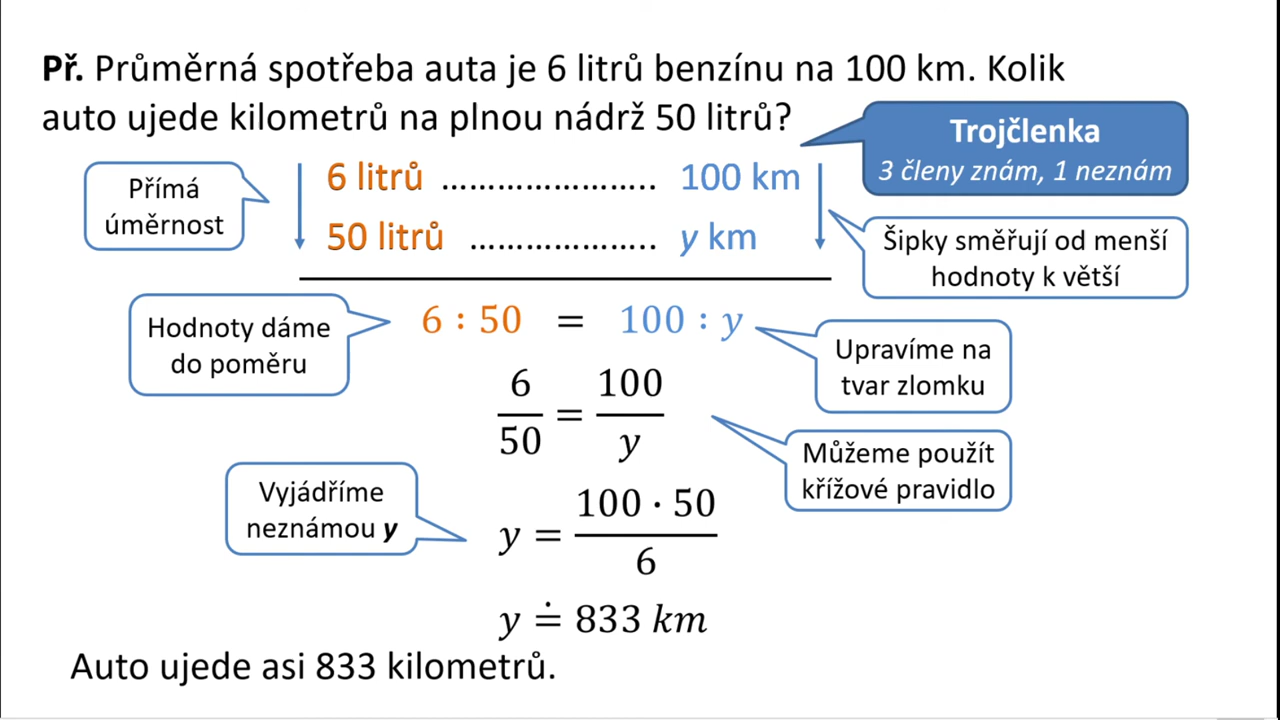 Př. Průměrná spotřeba auta je 6 litrů benzínu na 100 km. Kolik
auto ujede kilometrů na plnou nádrž 50 litrů?
Trojčlenka
3 členy znám, 1 neznám
Přímá
úměrnost
6 litrů ........................ 100 km
50 litrů ..................... y km
Šipky směřují od menší
hodnoty k větší
Hodnoty dáme
do poměru
6 : 50 = 100 : y
Upravíme na
tvar zlomku
6/50 = 100/y
Můžeme použít
křížové pravidlo
Vyjádříme
neznámou y
y = 100 · 50/6
y ≐ 833 km
Auto ujede asi 833 kilometrů.